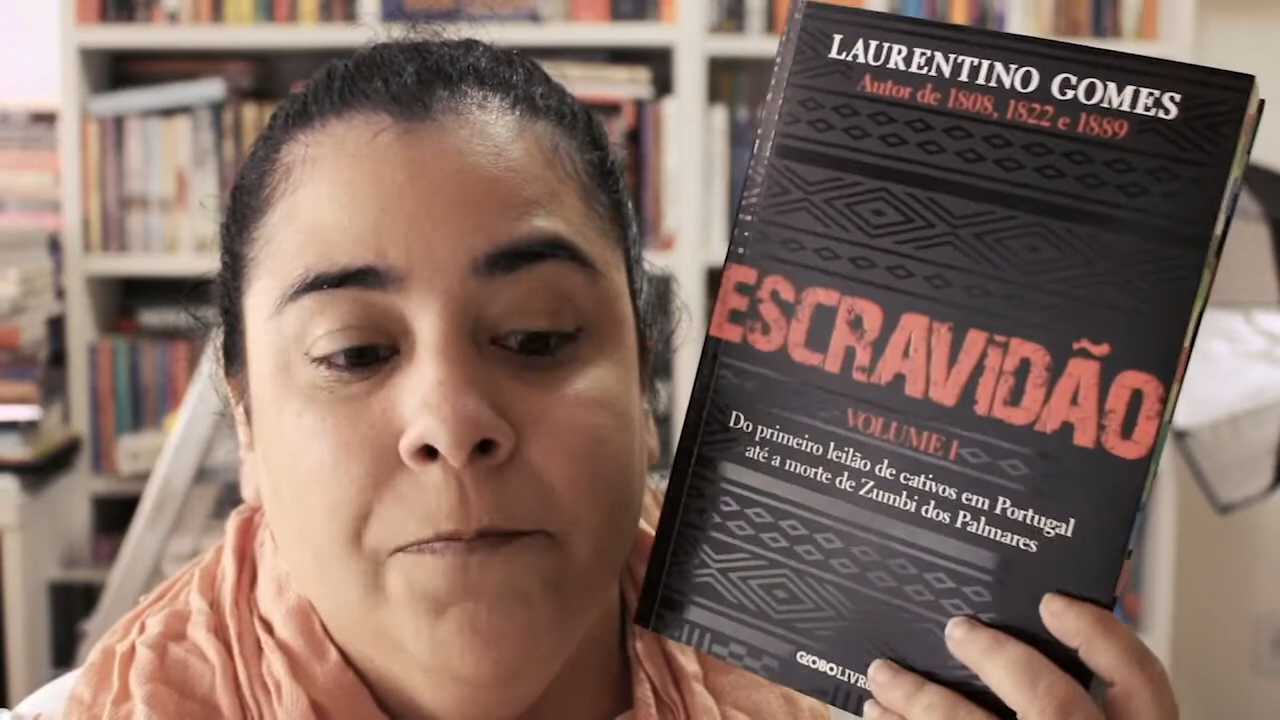 LAURENTINO GOMES
Autor de 1808, 1822 e 1889
ESCRAVIDÃO
VOLUME I
Do primeiro leilão de cativos em Portugal
até a morte de Zumbi dos Palmares
GLOBOLIVR